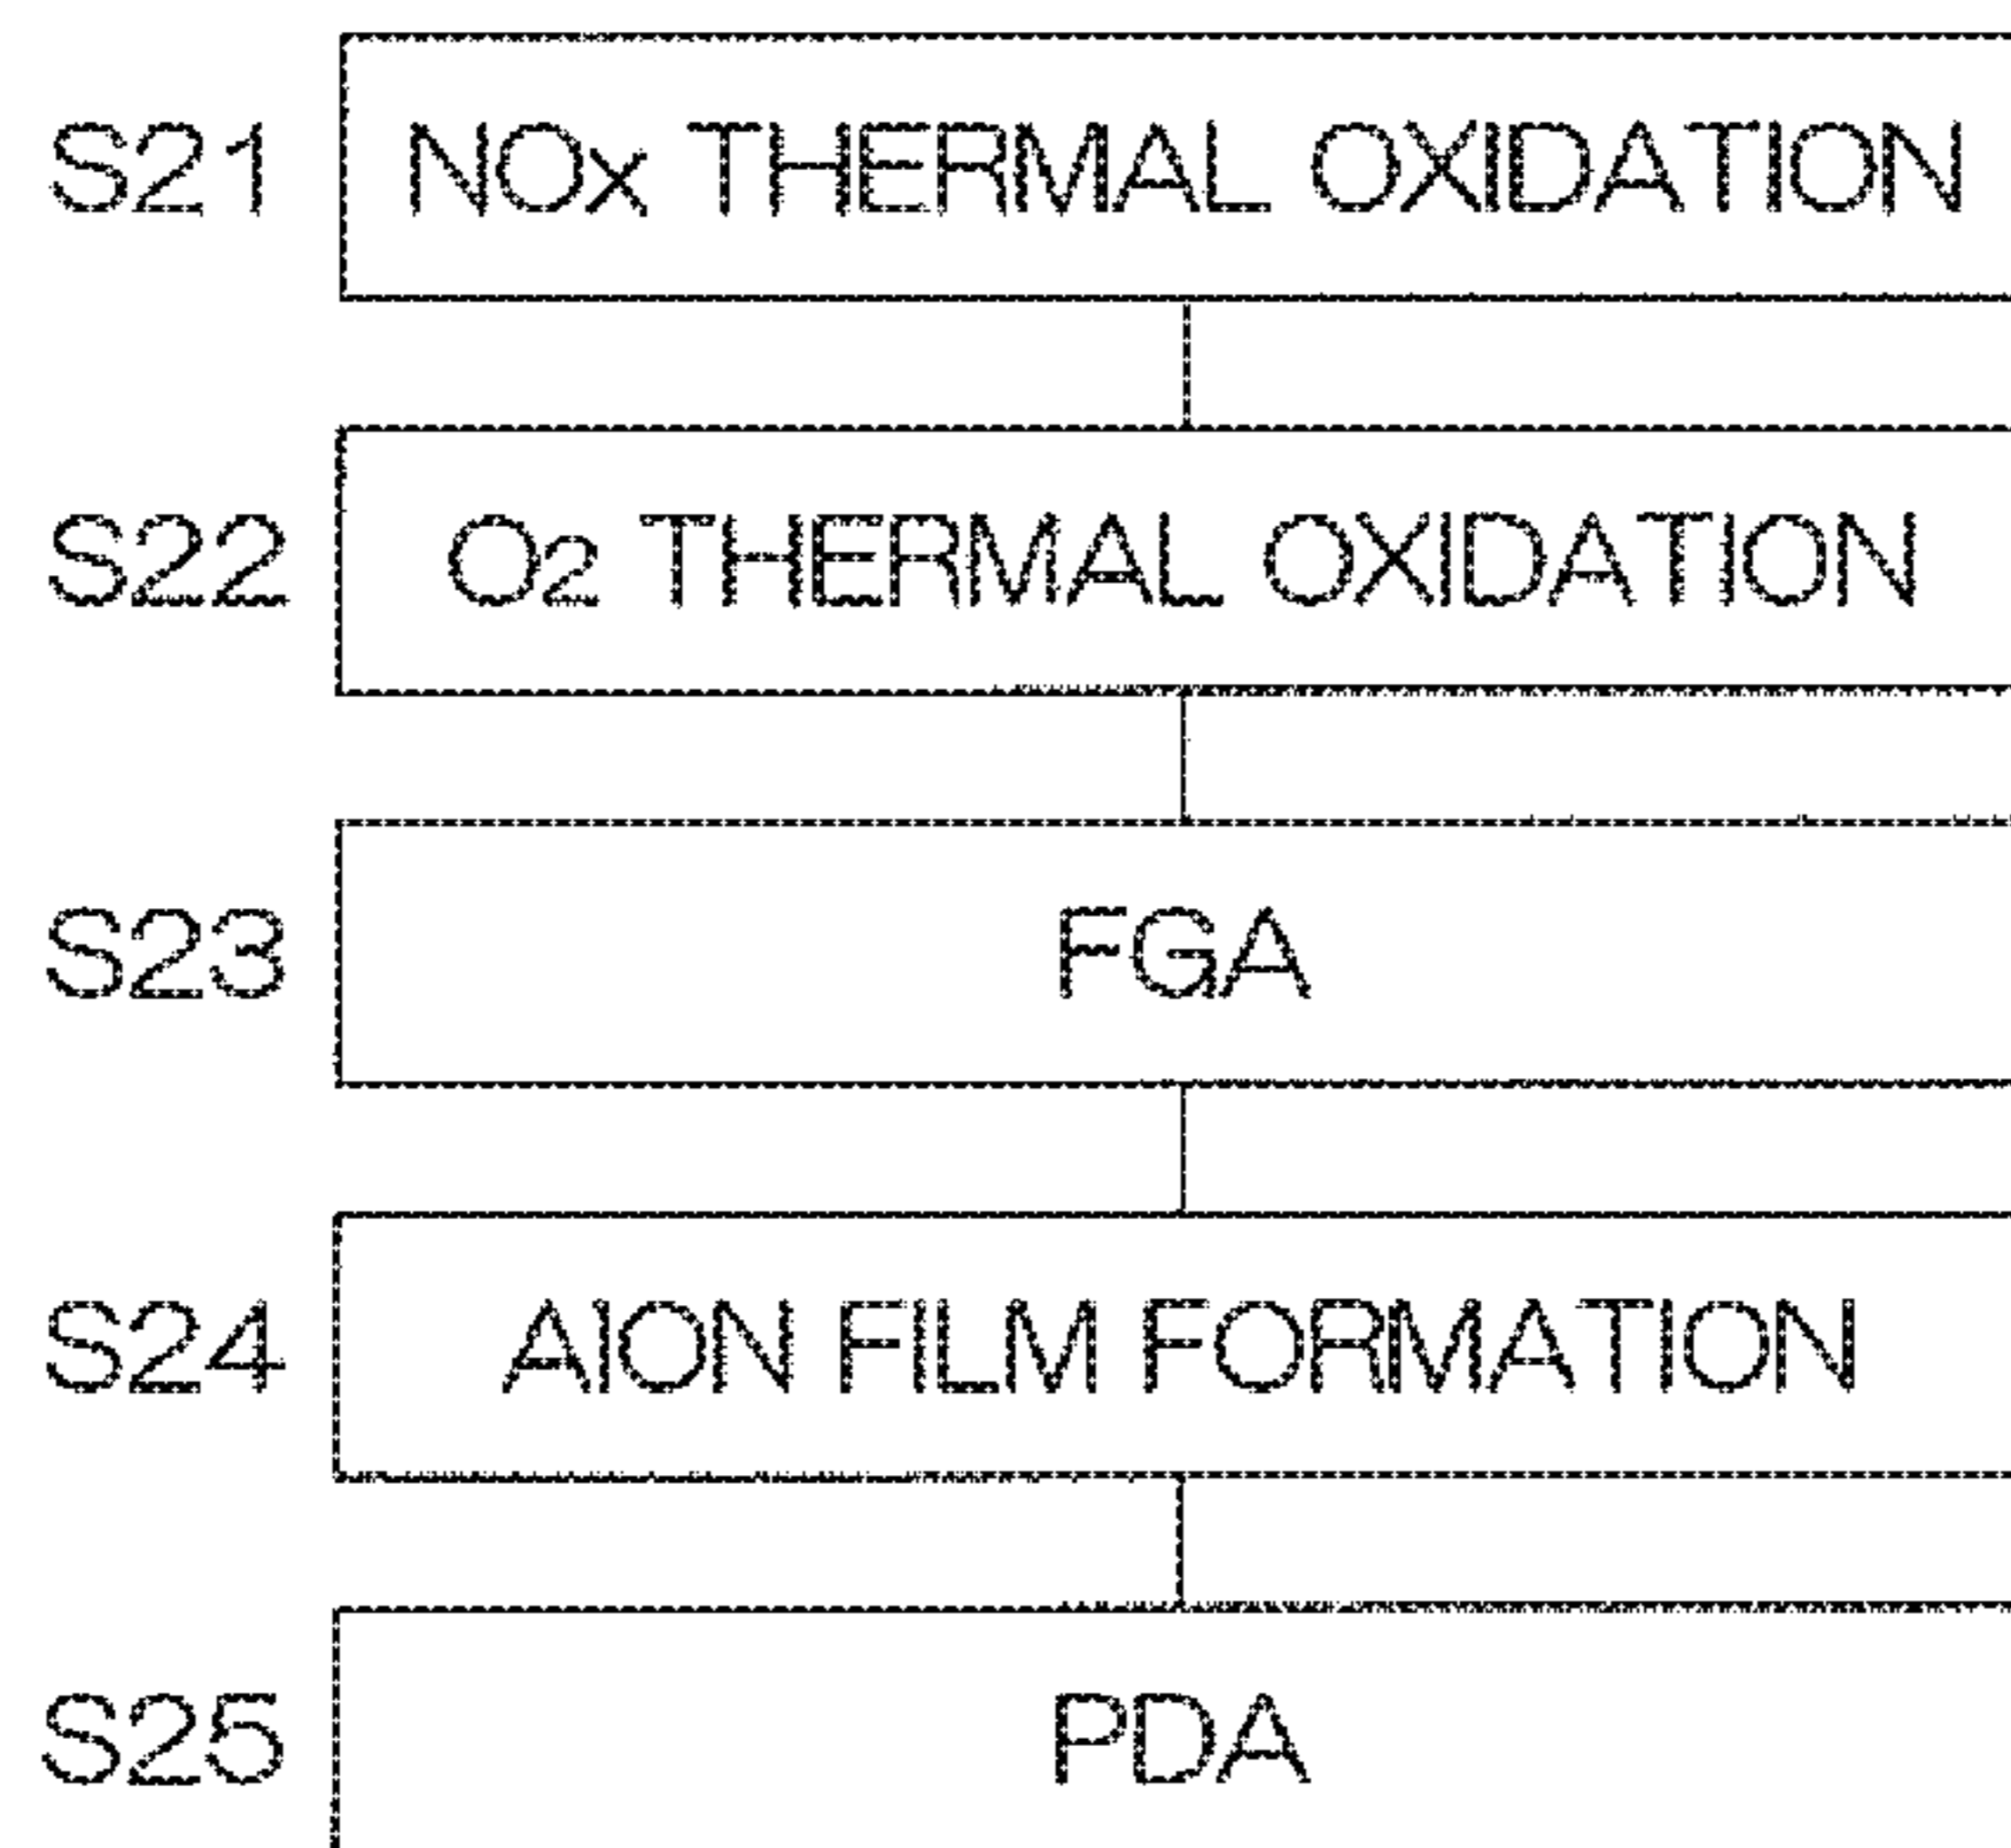 S21 NOx THERMAL OXIDATION
S22 O2 THERMAL OXIDATION
S23 FGA
S24 AlON FILM FORMATION
S25 PDA